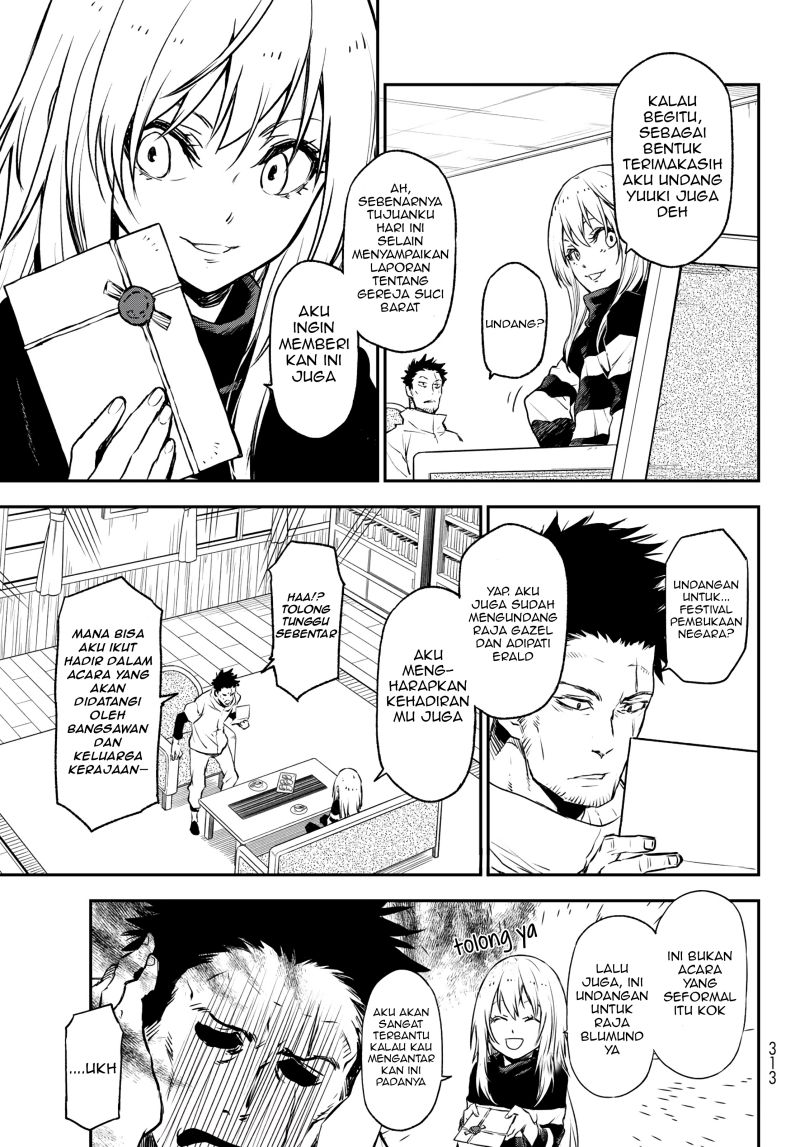 KALAU
BEGITU,
SEBAGAI
BENTUK
TERIMAKASIH
AKU UNDANG
YUUKI JUGA
DEH
UNDANG?
AH,
SEBENARNYA
TUJUANKU
HARI INI
SELAIN
MENYAMPAIKAN
LAPORAN
TENTANG
GEREJA SUCI
BARAT
AKU
INGIN
MEMBERI
KAN INI
JUGA
UNDANGAN
UNTUK...
FESTIVAL
PEMBUKAAN
NEGARA?
YAP. AKU
JUGA SUDAH
MENGUNDANG
RAJA GAZEL
DAN ADIPATI
ERALD
AKU
MENG-
HARAPKAN
KEHADIRAN
MU JUGA
HAA!?
TOLONG
TUNGGU
SEBENTAR
MANA BISA
AKU IKUT
HADIR DALAM
ACARA YANG
AKAN
DIDATANGI
OLEH
BANGSAWAN
DAN
KELUARGA
KERAJAAN—
INI BUKAN
ACARA
YANG
SEFORMAL
ITU KOK
LALU
JUGA, INI
UNDANGAN
UNTUK
RAJA
BLUMUND
YA
tolong ya
AKU AKAN
SANGAT
TERBANTU
KALAU KAU
MENGANTAR
KAN INI
PADANYA
....UKH
313